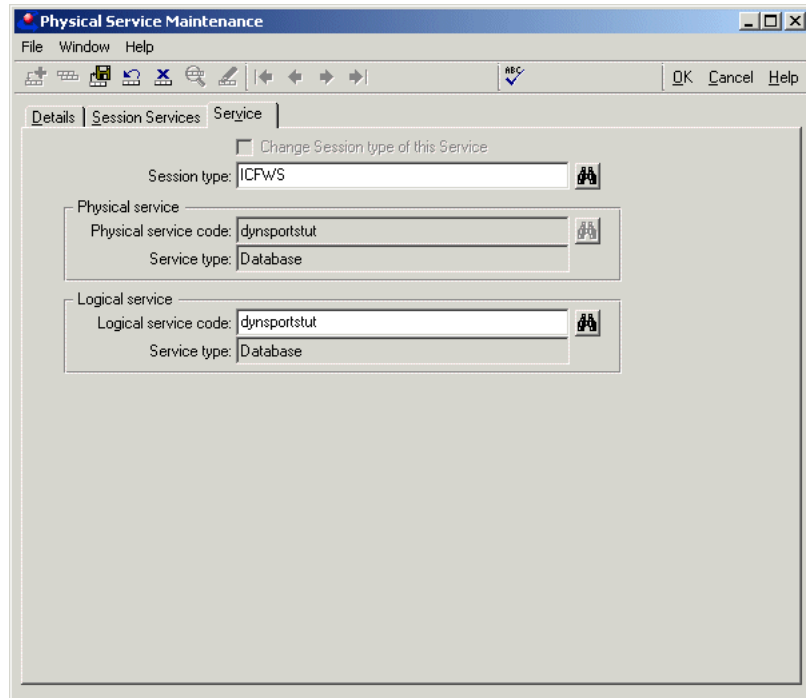 Physical Service Maintenance
File Window Help
ABC
OK Cancel Help
Details Session Services Service
Change Session type of this Service
Session type: ICFWS
Physical service
Physical service code: dynsportstut
Service type: Database
Logical service
Logical service code: dynsportstut
Service type: Database